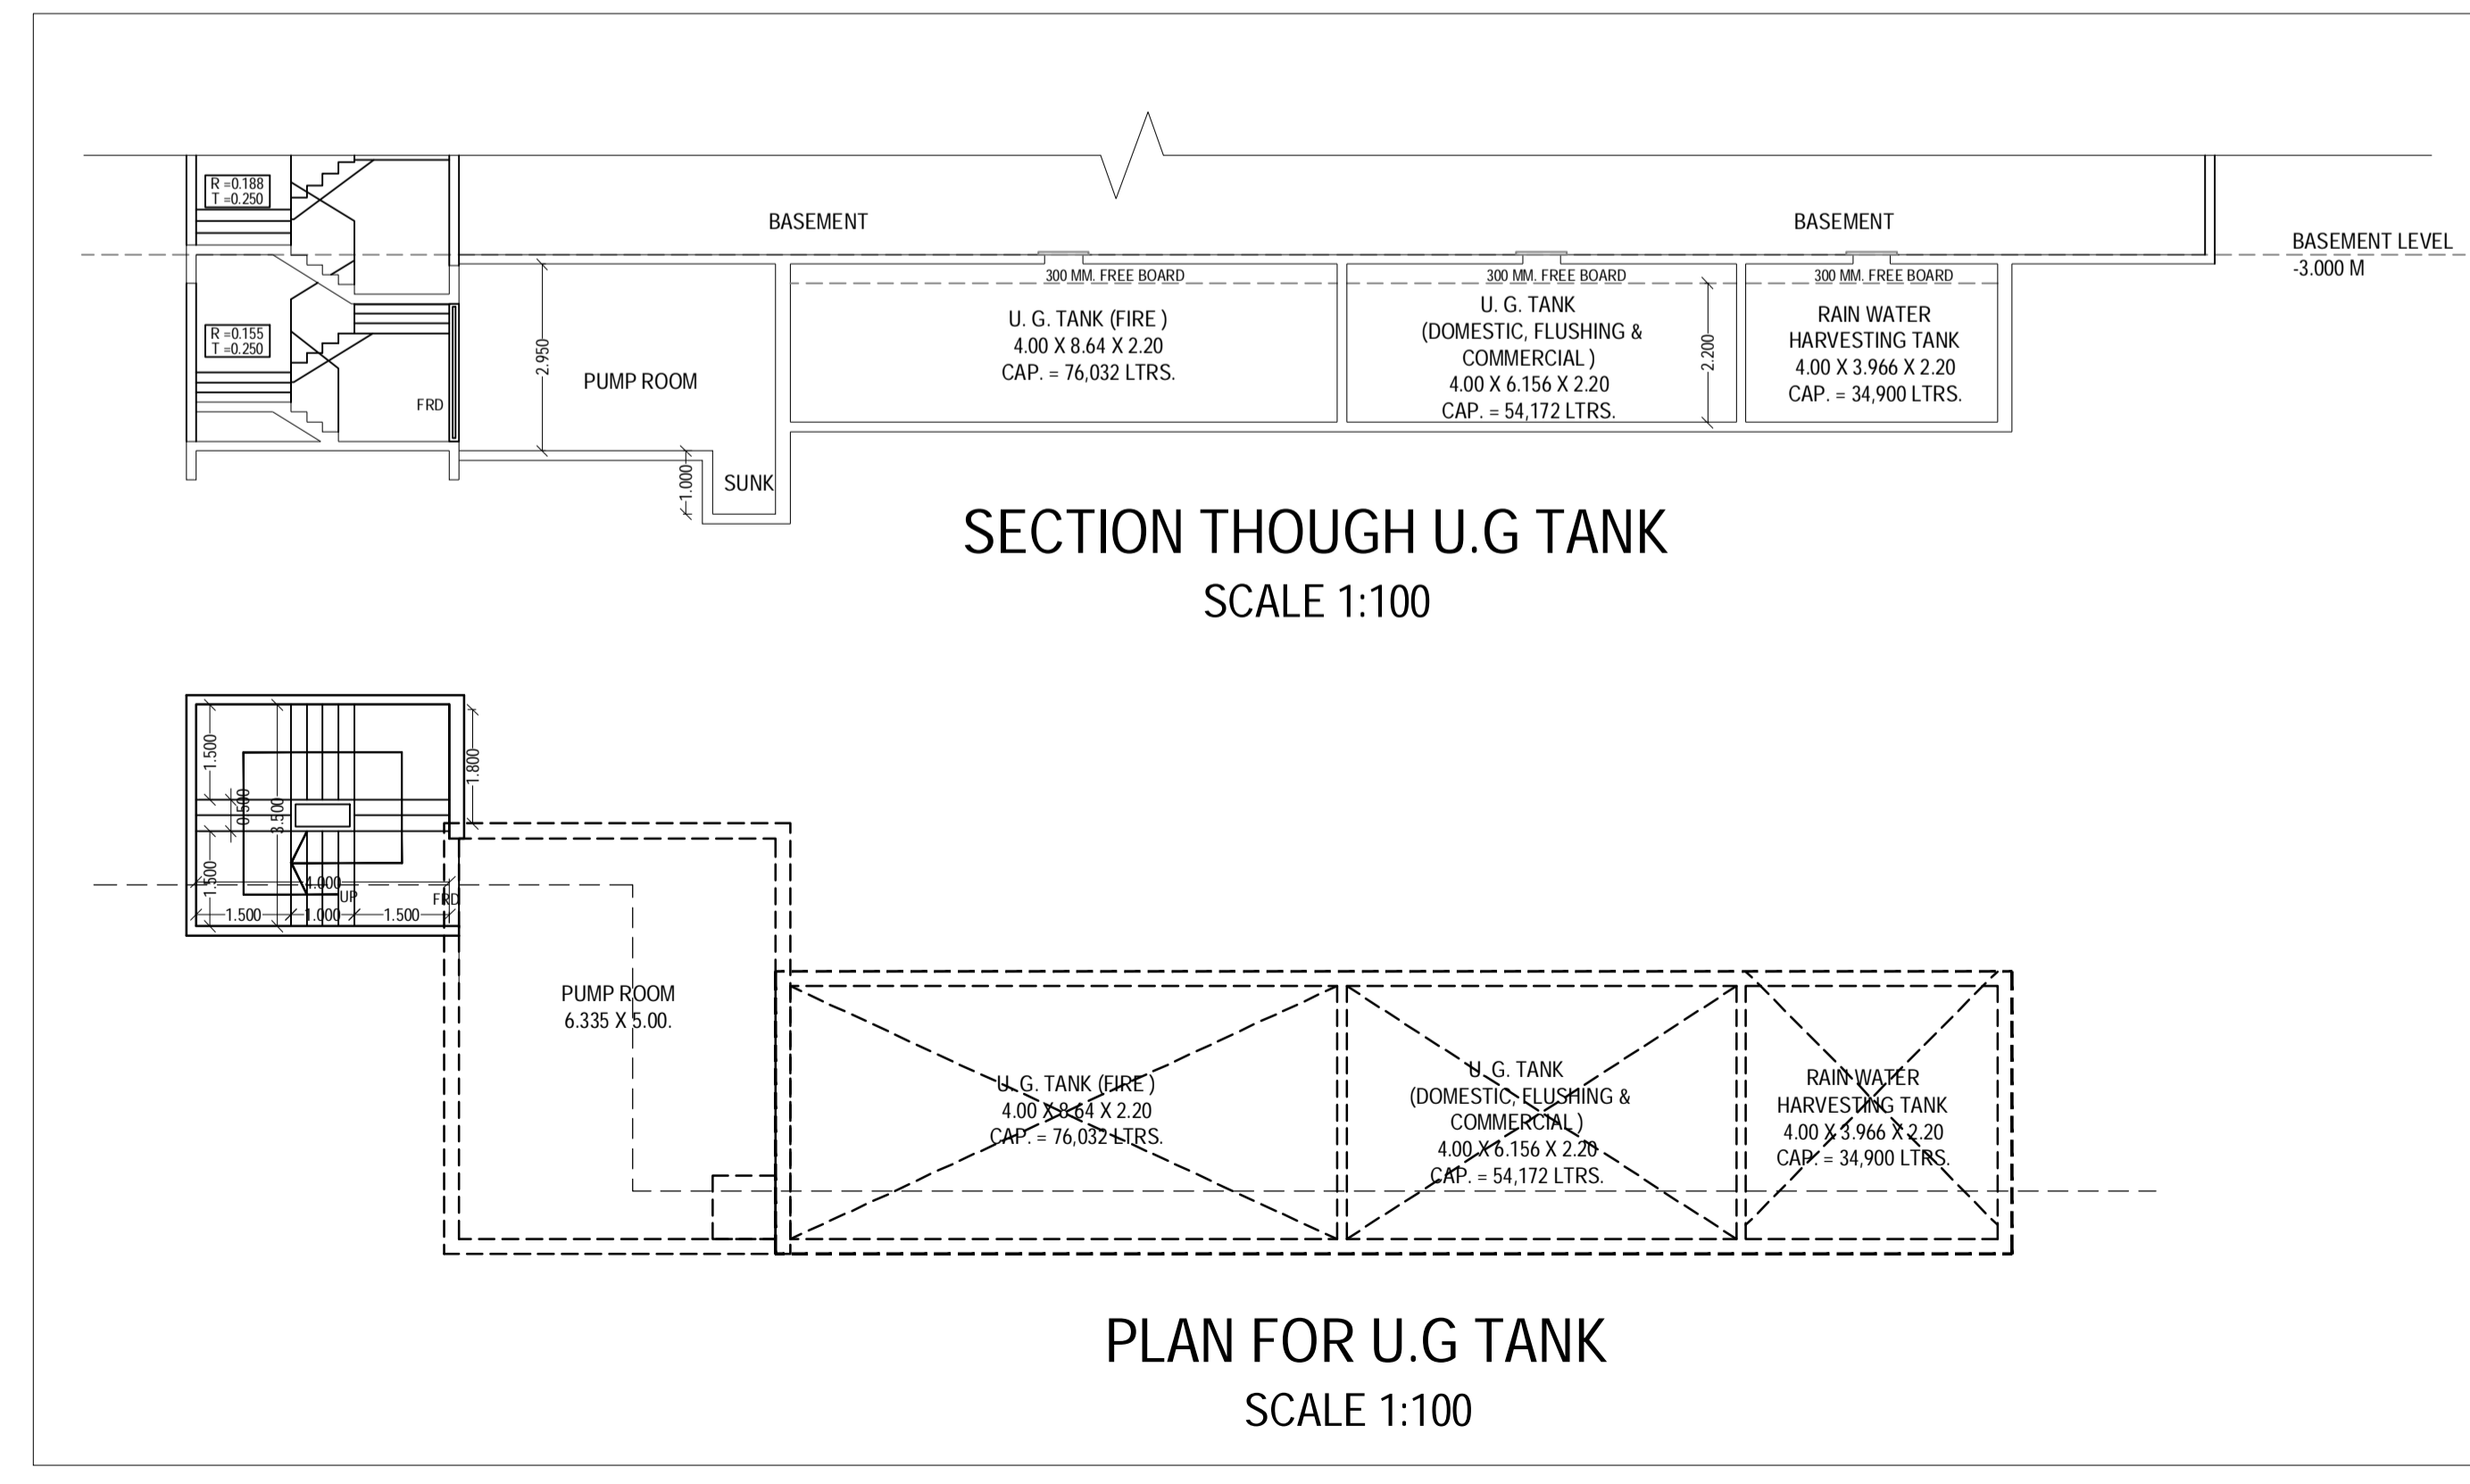 R =0.188
T =0.250
BASEMENT
BASEMENT
BASEMENT LEVEL
-3.000 M
300 MM. FREE BOARD
300 MM. FREE BOARD
300 MM. FREE BOARD
R =0.155
T =0.250
FRD
2.950
PUMP ROOM
U. G. TANK (FIRE )
4.00 X 8.64 X 2.20
CAP. = 76,032 LTRS.
U. G. TANK
(DOMESTIC, FLUSHING &
COMMERCIAL )
4.00 X 6.156 X 2.20
CAP. = 54,172 LTRS.
2.200
RAIN WATER
HARVESTING TANK
4.00 X 3.966 X 2.20
CAP. = 34,900 LTRS.
1.000
SUNK
SECTION THOUGH U.G TANK
SCALE 1:100
1.500
0.500
3.500
1.800
1.500
4.000
UP
FRD
1.500
1.000
1.500
PUMP ROOM
6.335 X 5.00.
U. G. TANK (FIRE )
4.00 X 8.64 X 2.20
CAP. = 76,032 LTRS.
U. G. TANK
(DOMESTIC, FLUSHING &
COMMERCIAL )
4.00 X 6.156 X 2.20
CAP. = 54,172 LTRS.
RAIN WATER
HARVESTING TANK
4.00 X 3.966 X 2.20
CAP. = 34,900 LTRS.
PLAN FOR U.G TANK
SCALE 1:100